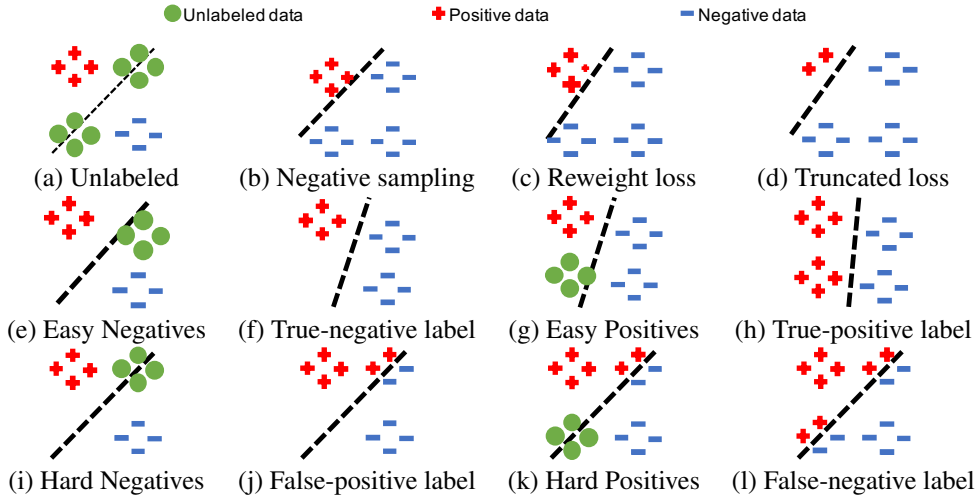 Unlabeled data Positive data Negative data
(a) Unlabeled (b) Negative sampling (c) Reweight loss (d) Truncated loss
(e) Easy Negatives (f) True-negative label (g) Easy Positives (h) True-positive label
(i) Hard Negatives (j) False-positive label (k) Hard Positives (l) False-negative label